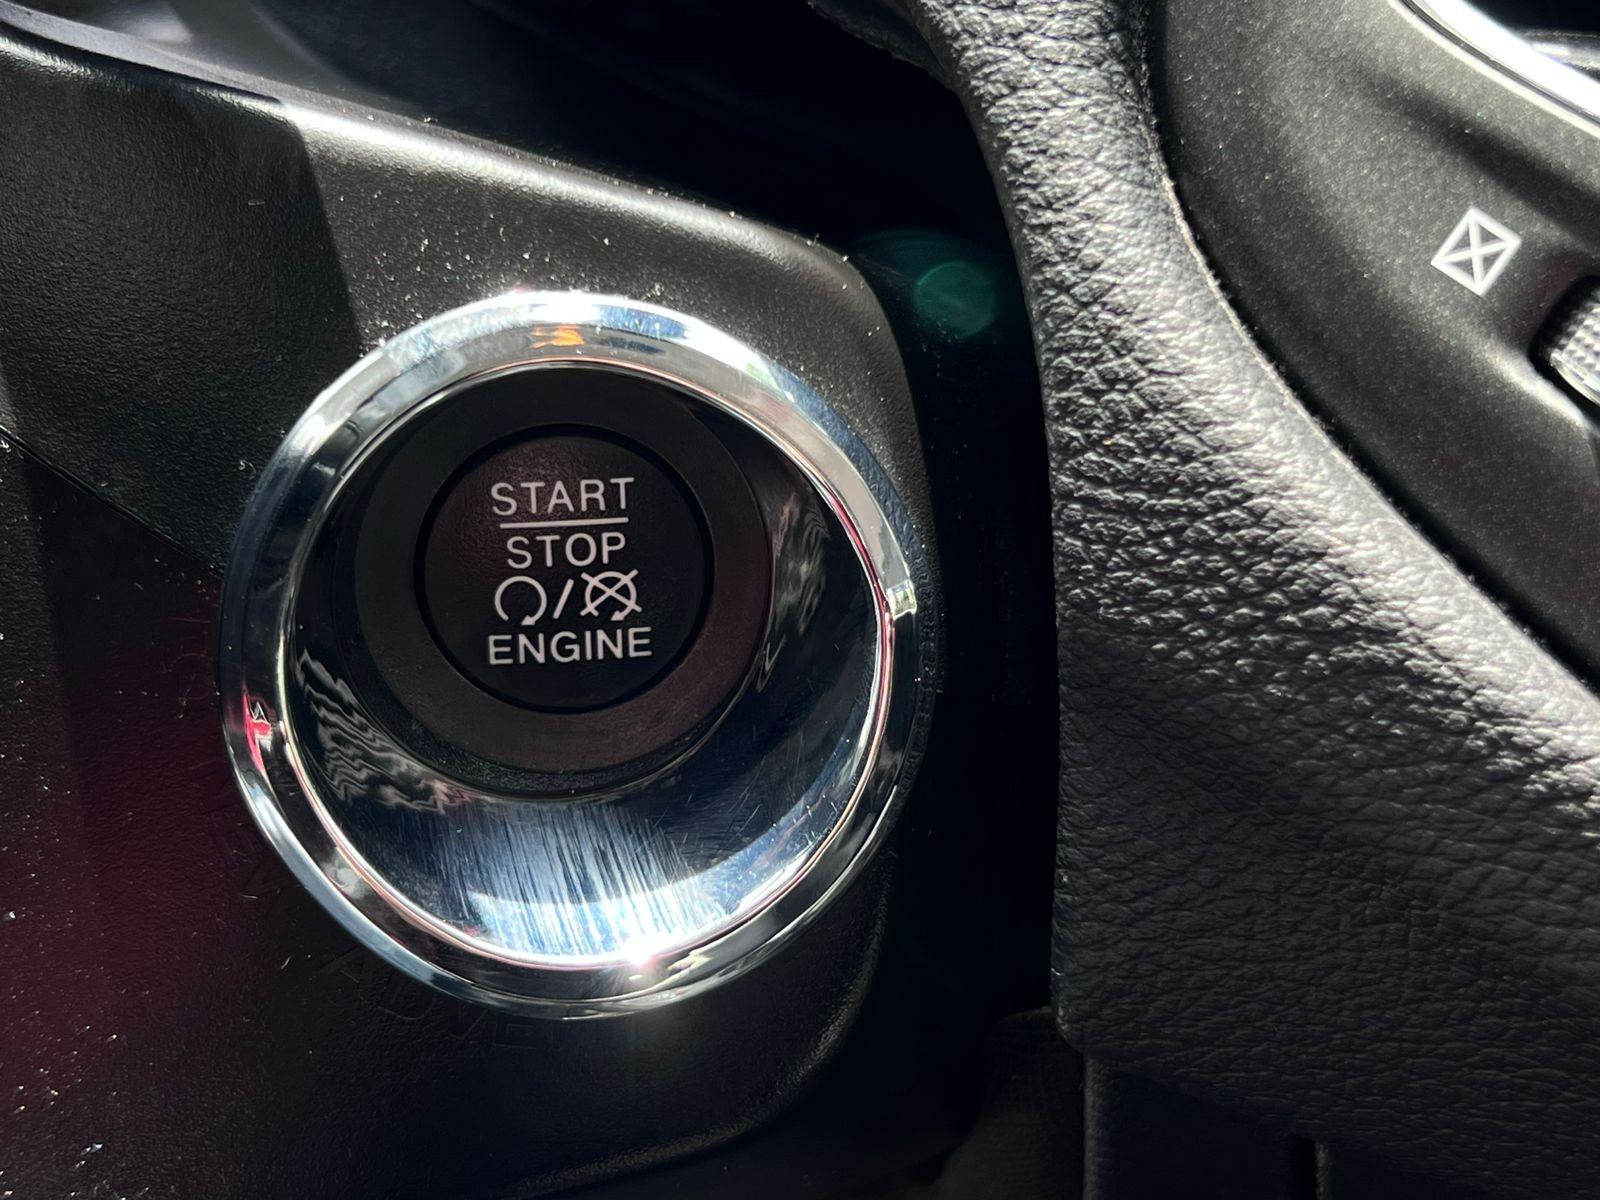 START
STOP
/
ENGINE